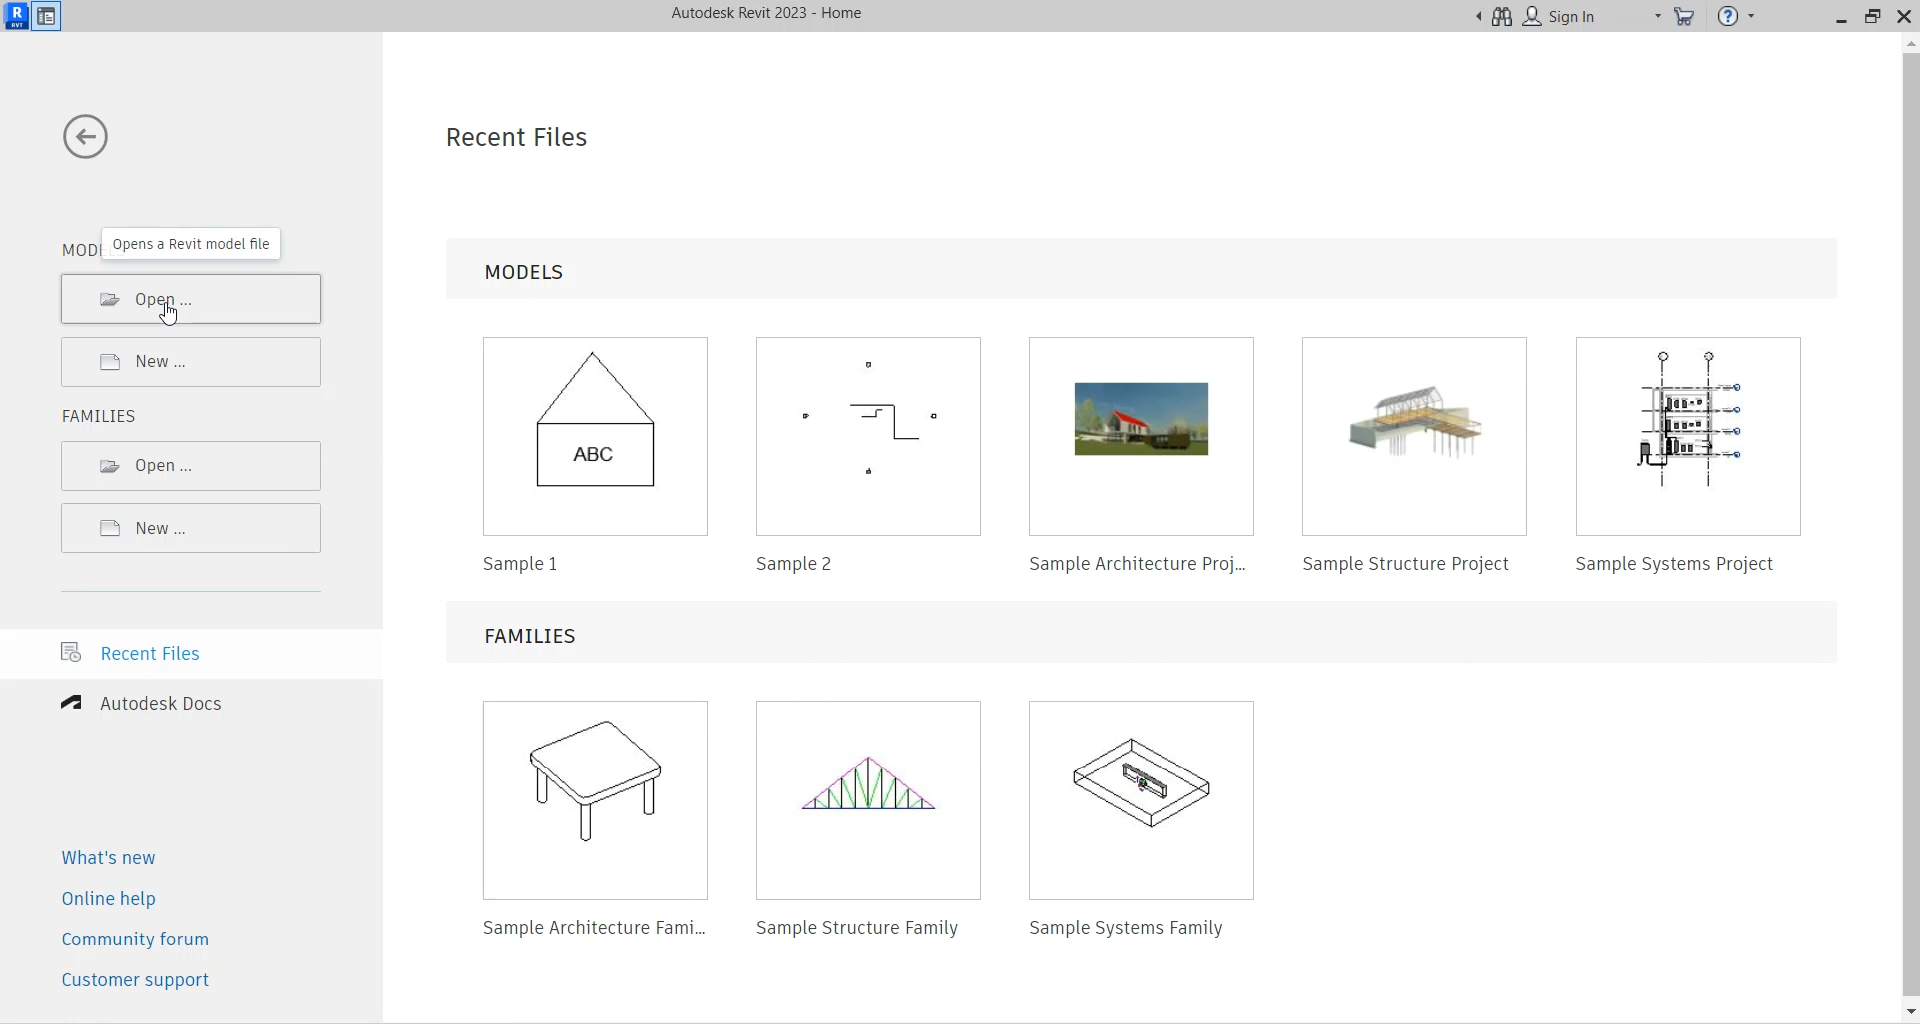 Autodesk Revit 2023 - Home
Sign In
R
RVT
?
Recent Files
Opens a Revit model file
MODE
Open ...
New ...
FAMILIES
Open ...
New ...
Recent Files
Autodesk Docs
What's new
Online help
Community forum
Customer support
MODELS
ABC
Sample 1
Sample 2
Sample Architecture Proj...
Sample Structure Project
Sample Systems Project
FAMILIES
Sample Architecture Fami...
Sample Structure Family
Sample Systems Family